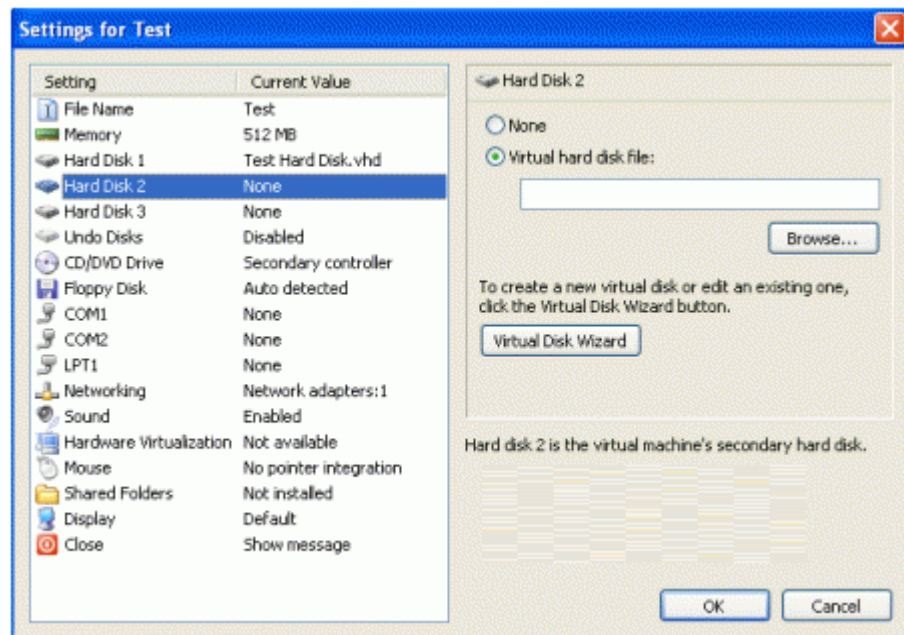 Settings for Test
Setting Current Value
File Name Test
Memory 512 MB
Hard Disk 1 Test Hard Disk.vhd
Hard Disk 2 None
Hard Disk 3 None
Undo Disks Disabled
CD/DVD Drive Secondary controller
Floppy Disk Auto detected
COM1 None
COM2 None
LPT1 None
Networking Network adapters:1
Sound Enabled
Hardware Virtualization Not available
Mouse No pointer integration
Shared Folders Not installed
Display Default
Close Show message
Hard Disk 2
None
Virtual hard disk file:
Browse...
To create a new virtual disk or edit an existing one,
click the Virtual Disk Wizard button.
Virtual Disk Wizard
Hard disk 2 is the virtual machine's secondary hard disk.
OK Cancel